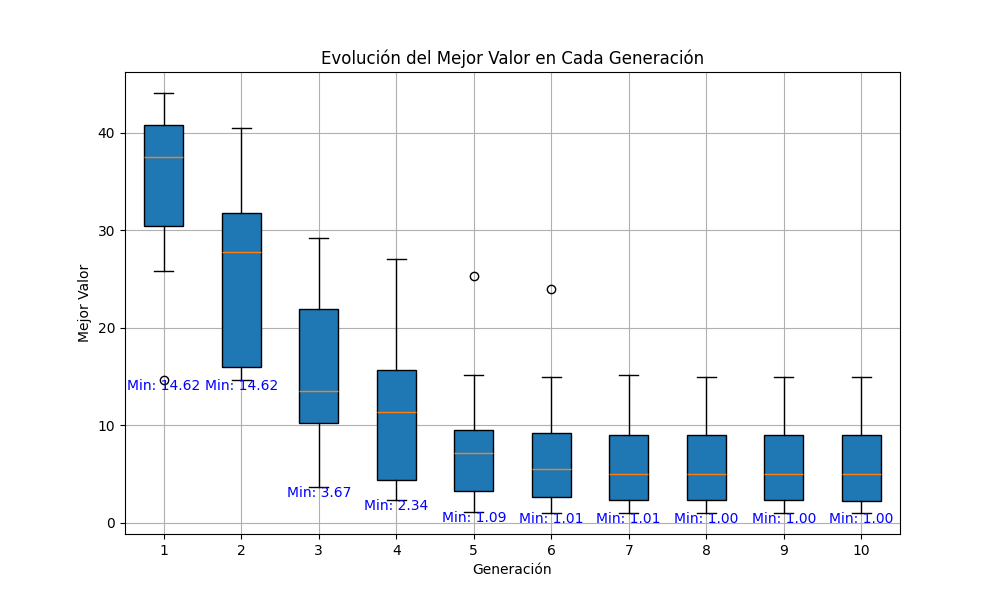 Evolución del Mejor Valor en Cada Generación
Mejor Valor
40
30
20
10
0
Min: 14.62
Min: 14.62
Min: 3.67
Min: 2.34
Min: 1.09
Min: 1.01
Min: 1.01
Min: 1.00
Min: 1.00
Min: 1.00
1 2 3 4 5 6 7 8 9 10
Generación